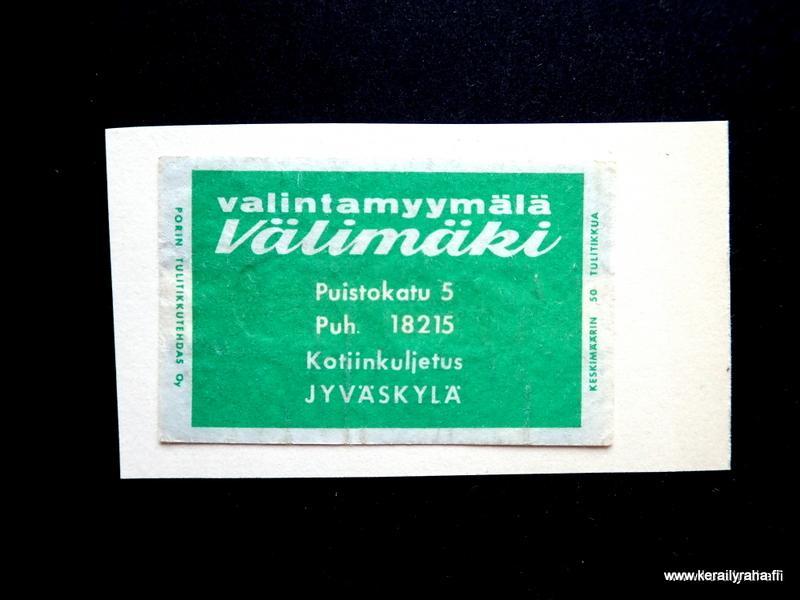 valintamyymälä
Välimäki
Puistokatu 5
Puh. 18215
Kotiinkuljetus
JYVÄSKYLÄ
PORIN TULITIKKUTEHDAS Oy
KESKIMÄÄRIN 50 TULITIKKUA
www.kerailyraha.fi